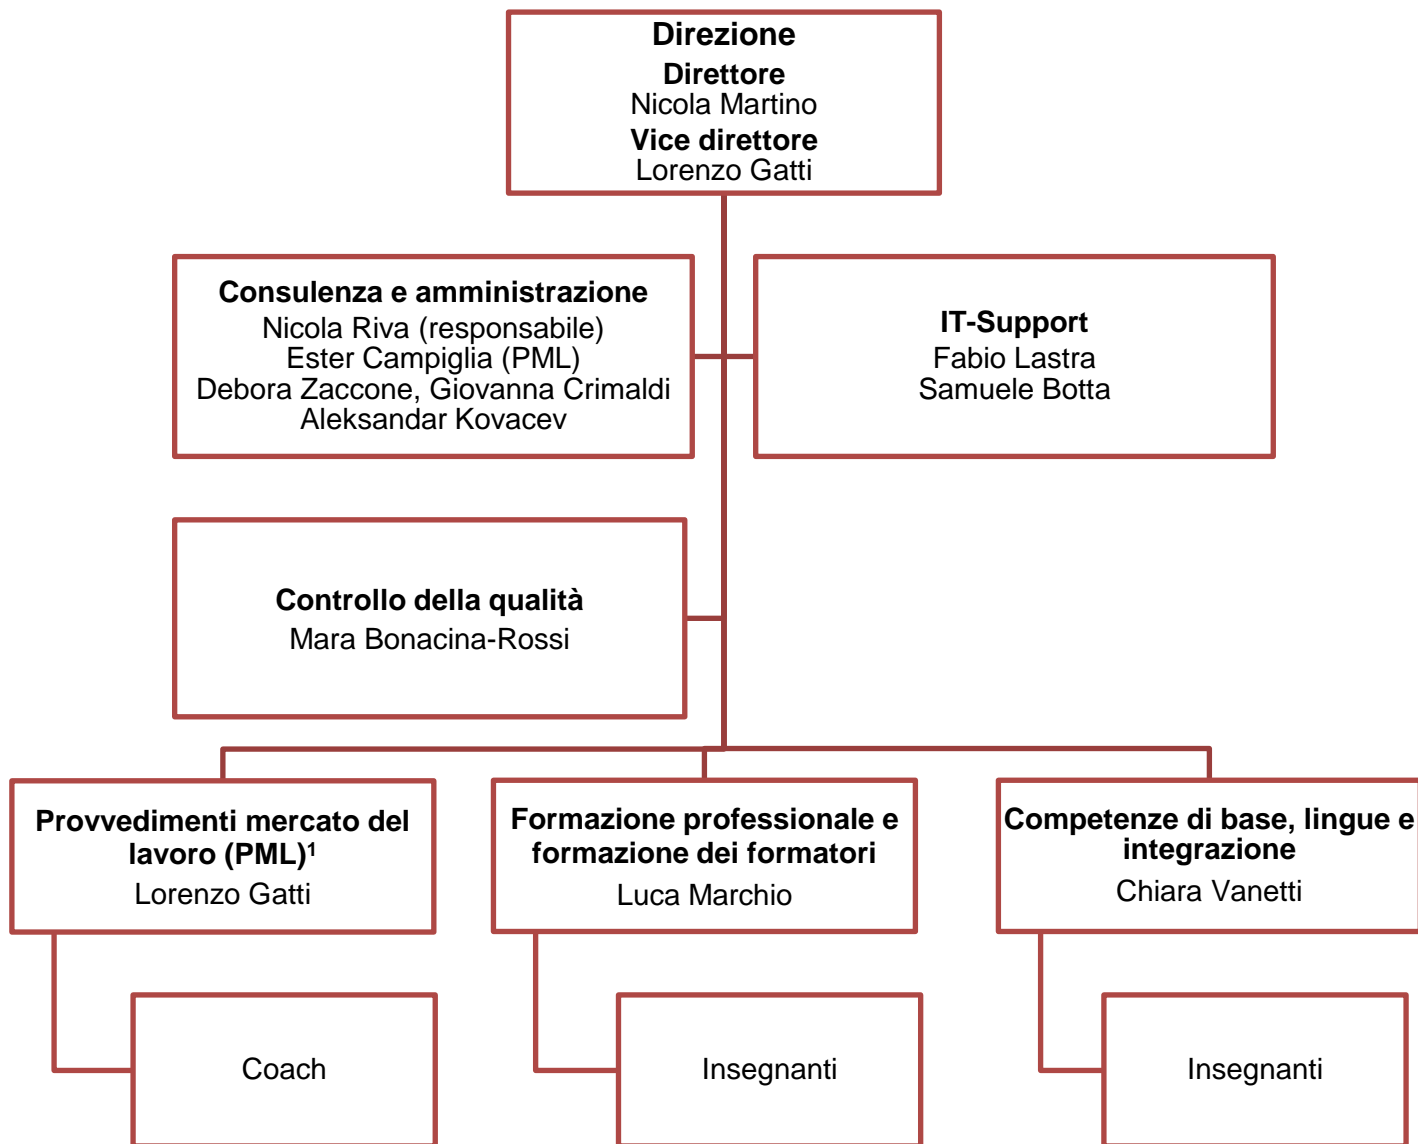 Direzione
Direttore
Nicola Martino
Vice direttore
Lorenzo Gatti
Consulenza e amministrazione
Nicola Riva (responsabile)
Ester Campiglia (PML)
Debora Zaccone, Giovanna Crimaldi
Aleksandar Kovacev
IT-Support
Fabio Lastra
Samuele Botta
Controllo della qualità
Mara Bonacina-Rossi
Provvedimenti mercato del
lavoro (PML)¹
Lorenzo Gatti
Formazione professionale e
formazione dei formatori
Luca Marchio
Competenze di base, lingue e
integrazione
Chiara Vanetti
Coach
Insegnanti
Insegnanti